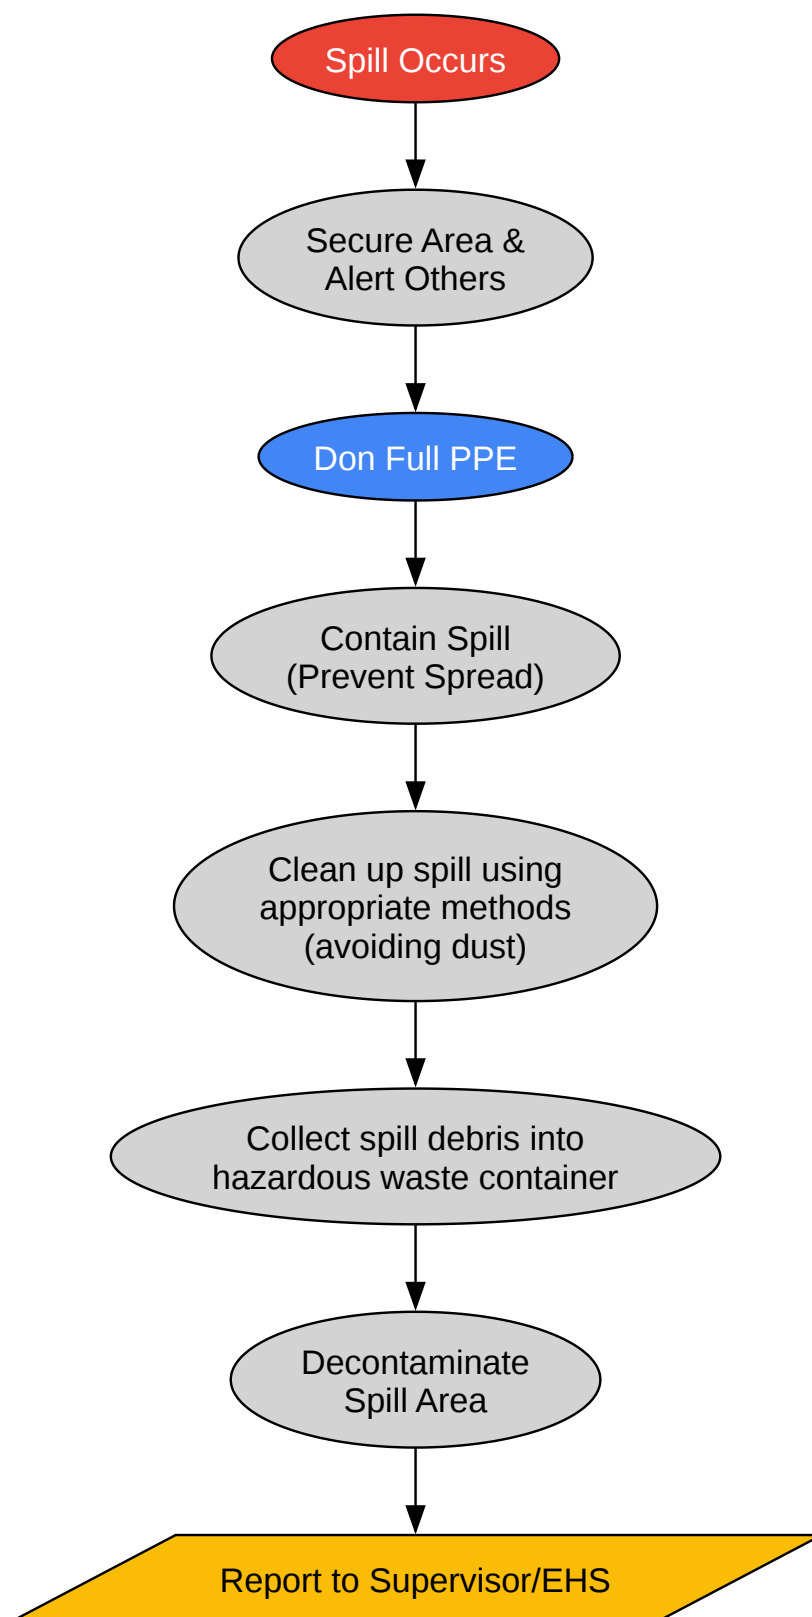 Spill Occurs
Secure Area &
Alert Others
Don Full PPE
Contain Spill
(Prevent Spread)
Clean up spill using
appropriate methods
(avoiding dust)
Collect spill debris into
hazardous waste container
Decontaminate
Spill Area
Report to Supervisor/EHS